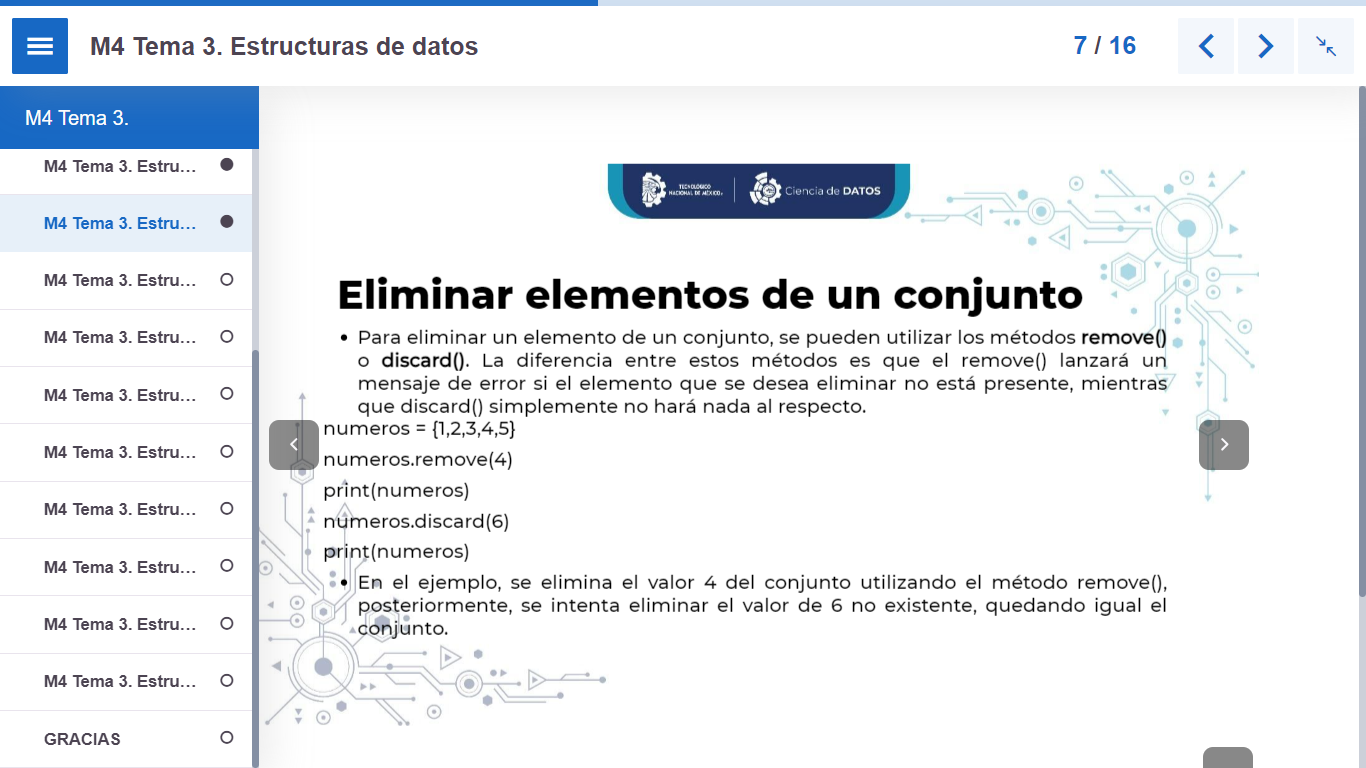 M4 Tema 3. Estructuras de datos
7 / 16
M4 Tema 3.
M4 Tema 3. Estru...
M4 Tema 3. Estru...
M4 Tema 3. Estru...
M4 Tema 3. Estru...
M4 Tema 3. Estru...
M4 Tema 3. Estru...
M4 Tema 3. Estru...
M4 Tema 3. Estru...
M4 Tema 3. Estru...
M4 Tema 3. Estru...
GRACIAS
TECNOLÓGICO
NACIONAL DE MÉXICO
Ciencia de DATOS
Eliminar elementos de un conjunto
• Para eliminar un elemento de un conjunto, se pueden utilizar los métodos remove()
o discard(). La diferencia entre estos métodos es que el remove() lanzará un
mensaje de error si el elemento que se desea eliminar no está presente, mientras
que discard() simplemente no hará nada al respecto.
numeros = {1,2,3,4,5}
numeros.remove(4)
print(numeros)
numeros.discard(6)
print(numeros)
• En el ejemplo, se elimina el valor 4 del conjunto utilizando el método remove(),
posteriormente, se intenta eliminar el valor de 6 no existente, quedando igual el
conjunto.